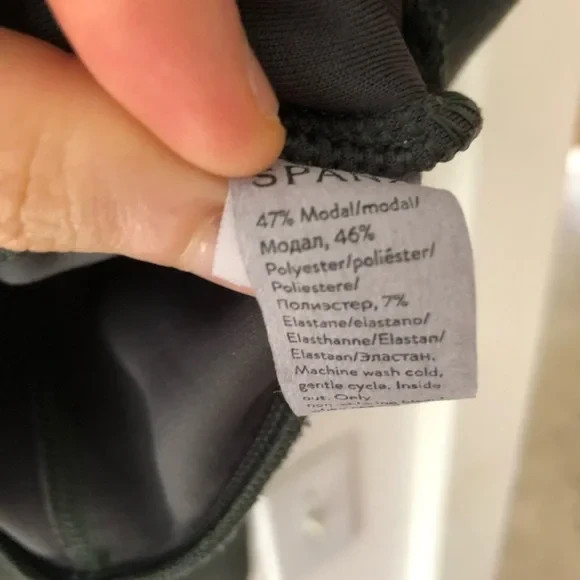 SPANX
47% Modal/modal/
Модал, 46%
Polyester/poliéster/
Poliestere/
Полиэстер, 7%
Elastane/elastano/
Elasthanne/Elastan/
Elastaan/Эластан.
Machine wash cold,
gentle cycle. Inside
out. Only